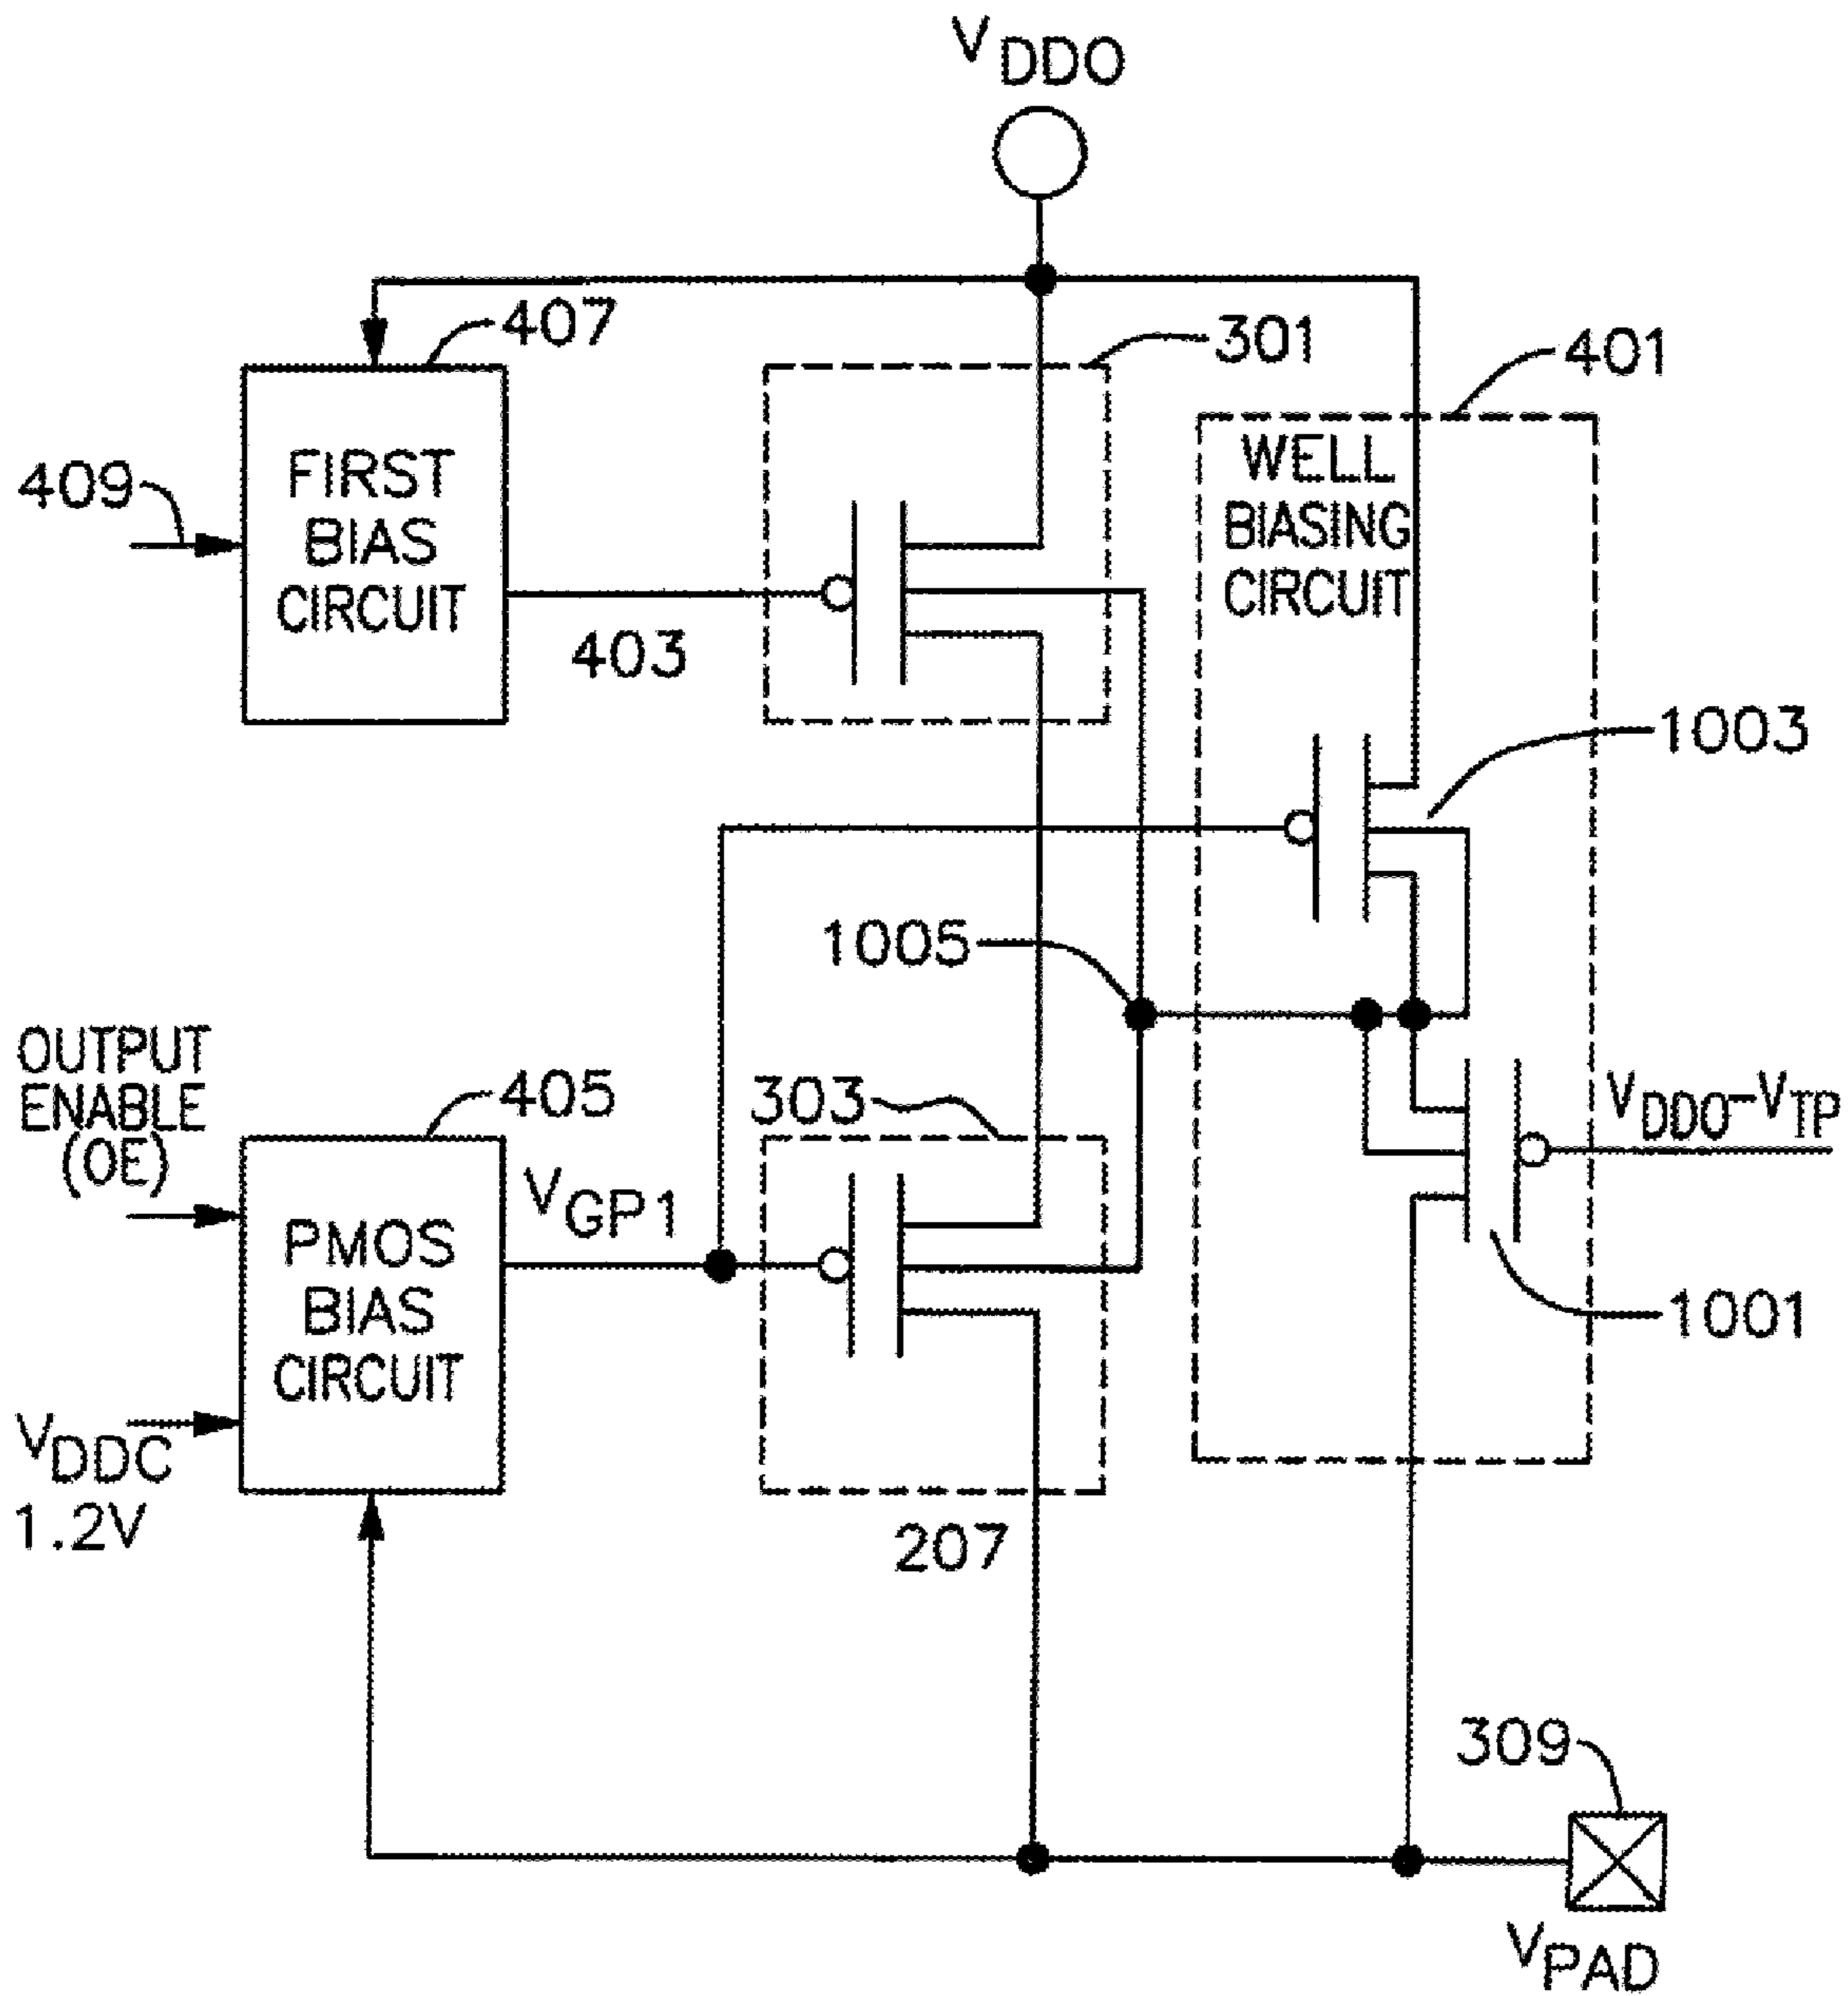 VDDO
407
301
401
409
FIRST
BIAS
CIRCUIT
403
WELL
BIASING
CIRCUIT
1003
1005
OUTPUT
ENABLE
(OE)
405
303
VDDO-VTP
VGP1
PMOS
BIAS
CIRCUIT
1001
VDDC
1.2V
207
309
VPAD